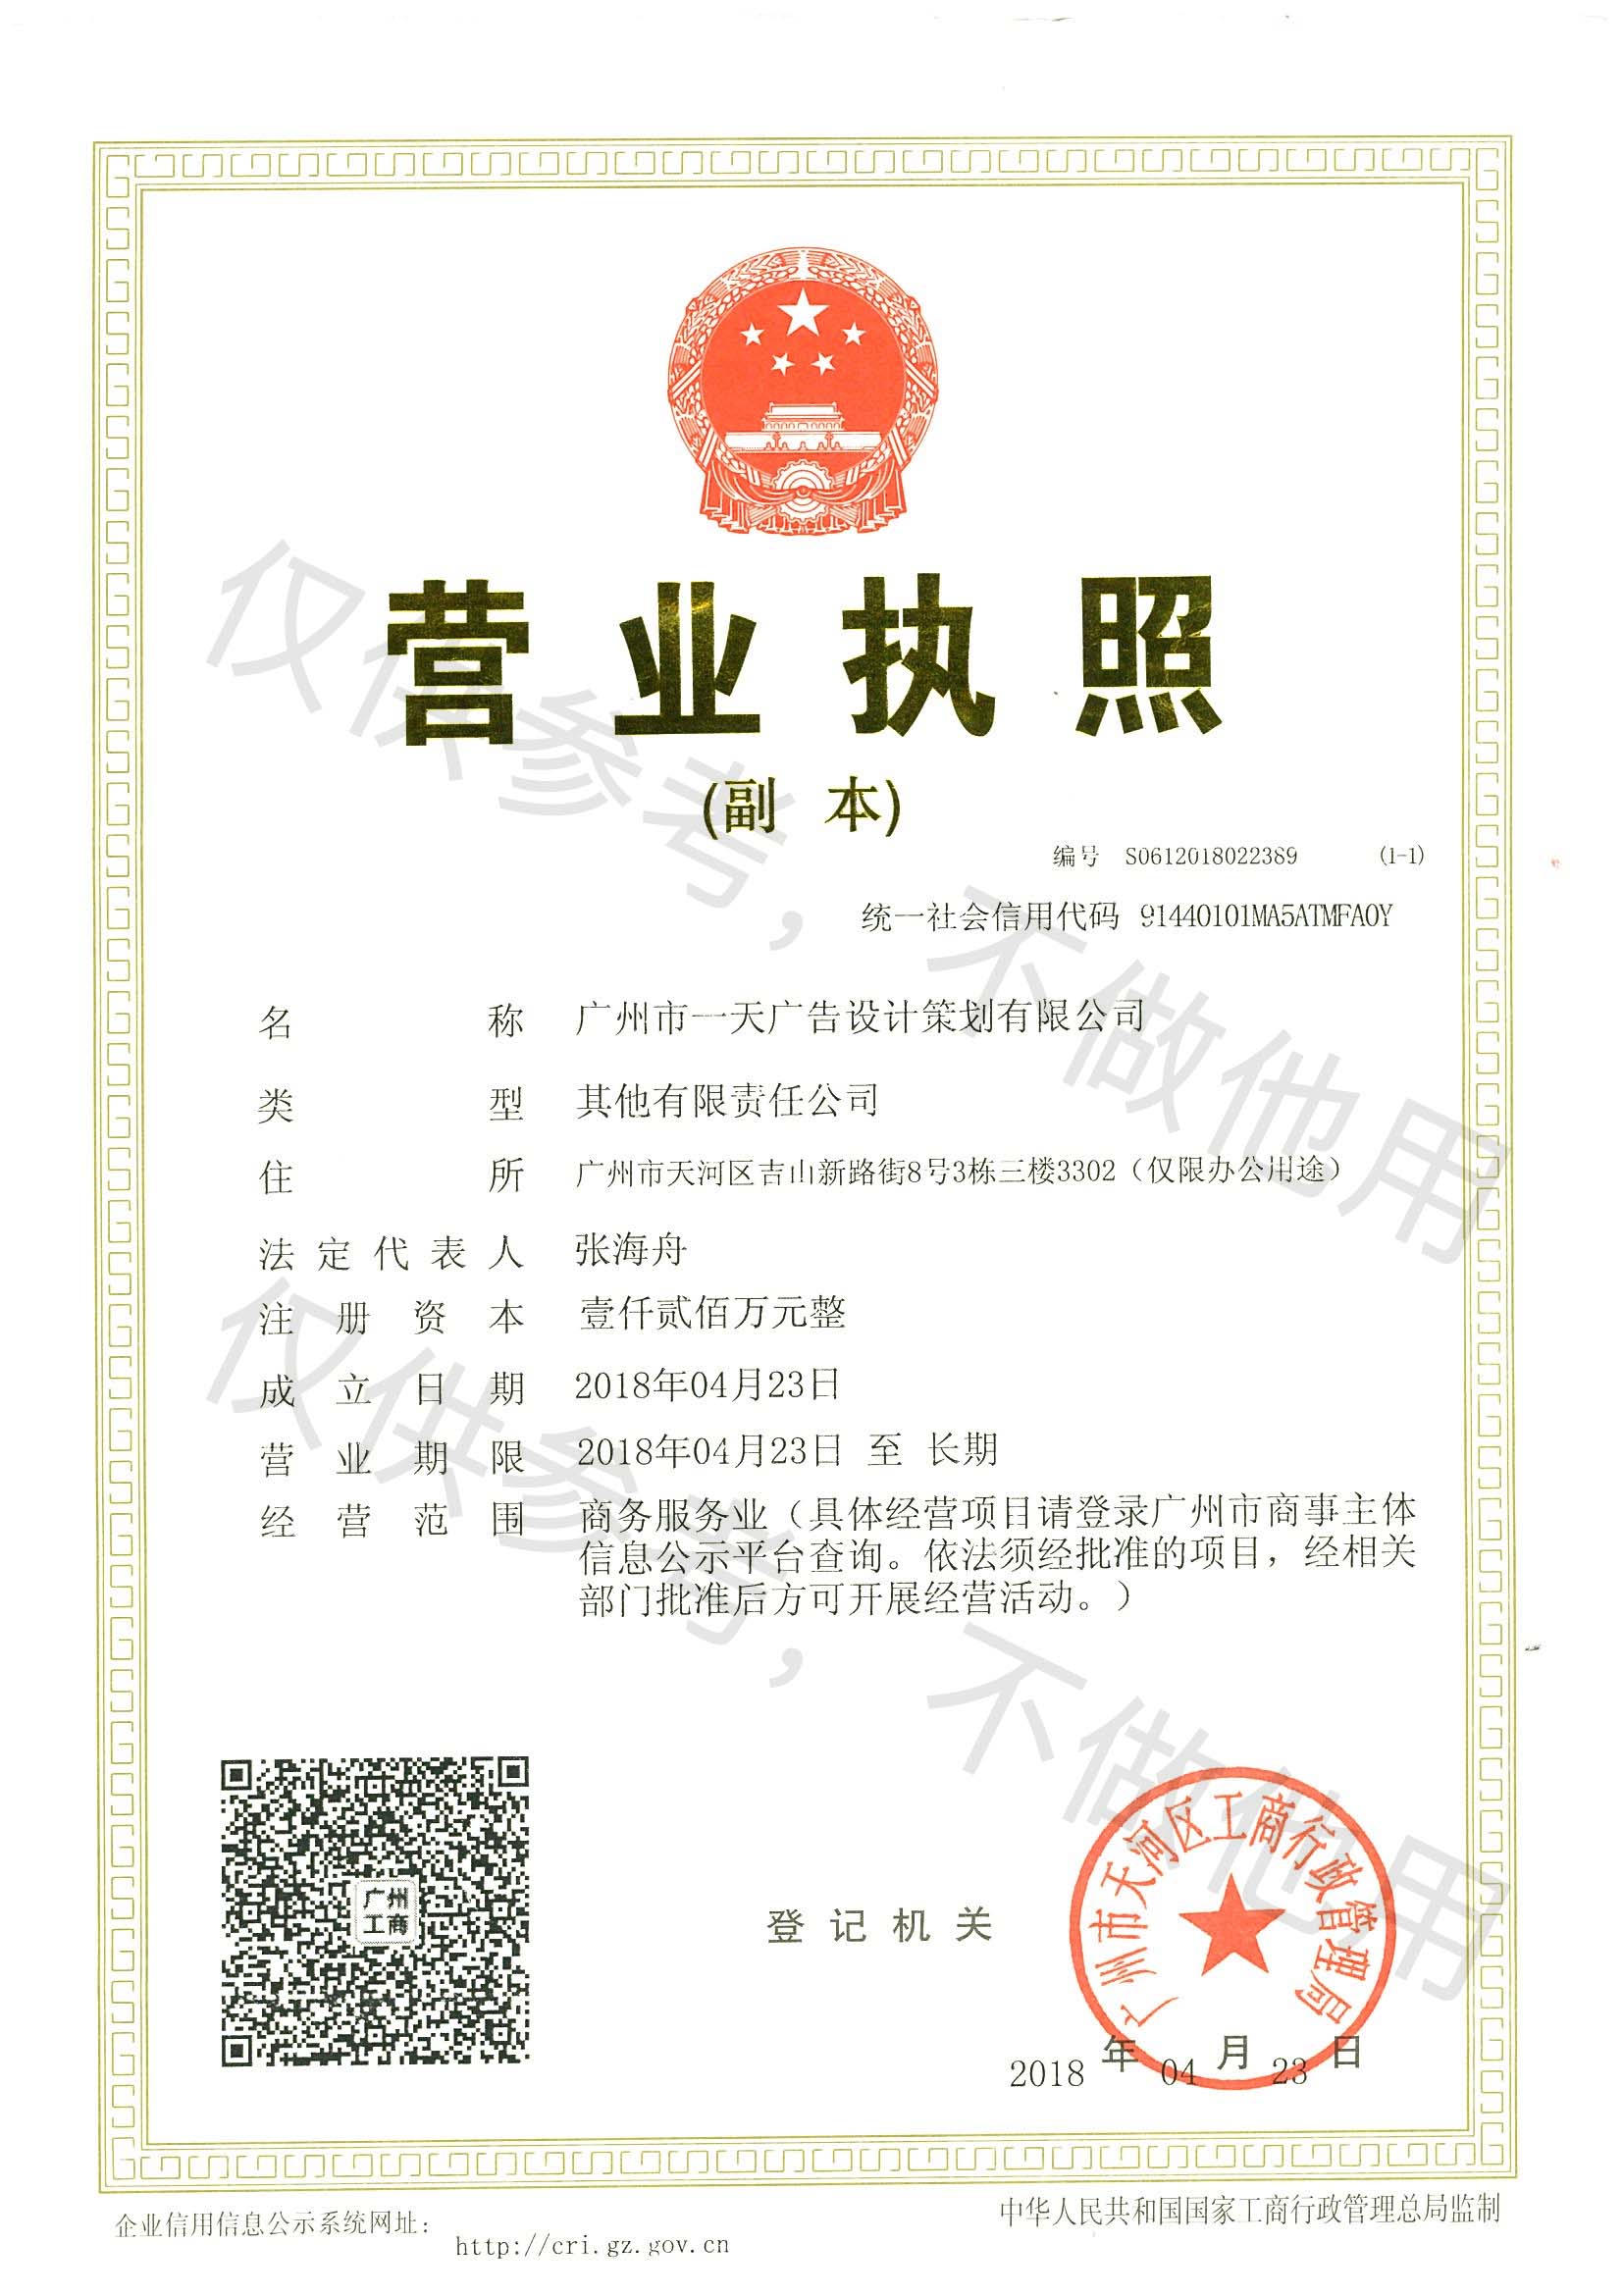 营业执照
(副 本)
编号 S0612018022389 (1-1)
统一社会信用代码 91440101MA5ATMFA0Y
名 称 广州市一天广告设计策划有限公司
类 型 其他有限责任公司
住 所 广州市天河区吉山新路街8号3栋三楼3302（仅限办公用途）
法定代表人 张海舟
注册资本 壹仟贰佰万元整
成立日期 2018年04月23日
营业期限 2018年04月23日 至 长期
经营范围 商务服务业（具体经营项目请登录广州市商事主体
信息公示平台查询。依法须经批准的项目，经相关
部门批准后方可开展经营活动。）
仅供参考，不做他用
仅供参考，不做他用
广州
工商
登记机关
广州市天河区工商行政管理局
2018 年 04 月 23 日
企业信用信息公示系统网址：
http://cri.gz.gov.cn
中华人民共和国国家工商行政管理总局监制